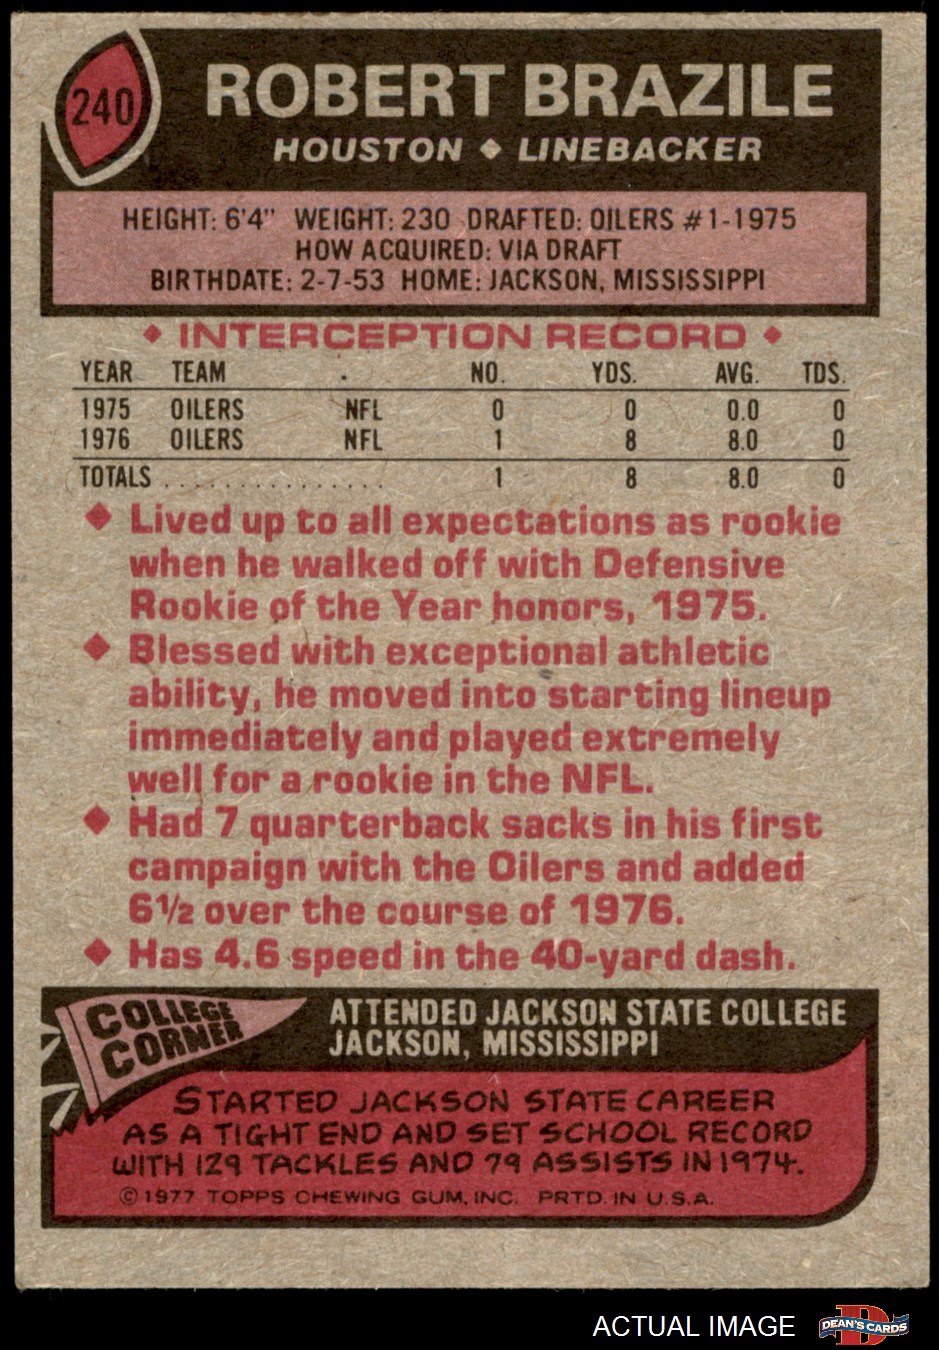 240
ROBERT BRAZILE
HOUSTON ◆ LINEBACKER
HEIGHT: 6'4" WEIGHT: 230 DRAFTED: OILERS #1-1975
HOW ACQUIRED: VIA DRAFT
BIRTHDATE: 2-7-53 HOME: JACKSON, MISSISSIPPI
◆ INTERCEPTION RECORD ◆
YEAR TEAM NO. YDS. AVG. TDS.
1975 OILERS NFL 0 0 0.0 0
1976 OILERS NFL 1 8 8.0 0
TOTALS . . . . . . . . . . . . . . . 1 8 8.0 0
◆ Lived up to all expectations as rookie
when he walked off with Defensive
Rookie of the Year honors, 1975.
◆ Blessed with exceptional athletic
ability, he moved into starting lineup
immediately and played extremely
well for a rookie in the NFL.
◆ Had 7 quarterback sacks in his first
campaign with the Oilers and added
6½ over the course of 1976.
◆ Has 4.6 speed in the 40-yard dash.
COLLEGE
CORNER
ATTENDED JACKSON STATE COLLEGE
JACKSON, MISSISSIPPI
STARTED JACKSON STATE CAREER
AS A TIGHT END AND SET SCHOOL RECORD
WITH 129 TACKLES AND 79 ASSISTS IN 1974.
© 1977 TOPPS CHEWING GUM, INC. PRTD. IN U.S.A.
ACTUAL IMAGE
D
DEAN'S CARDS